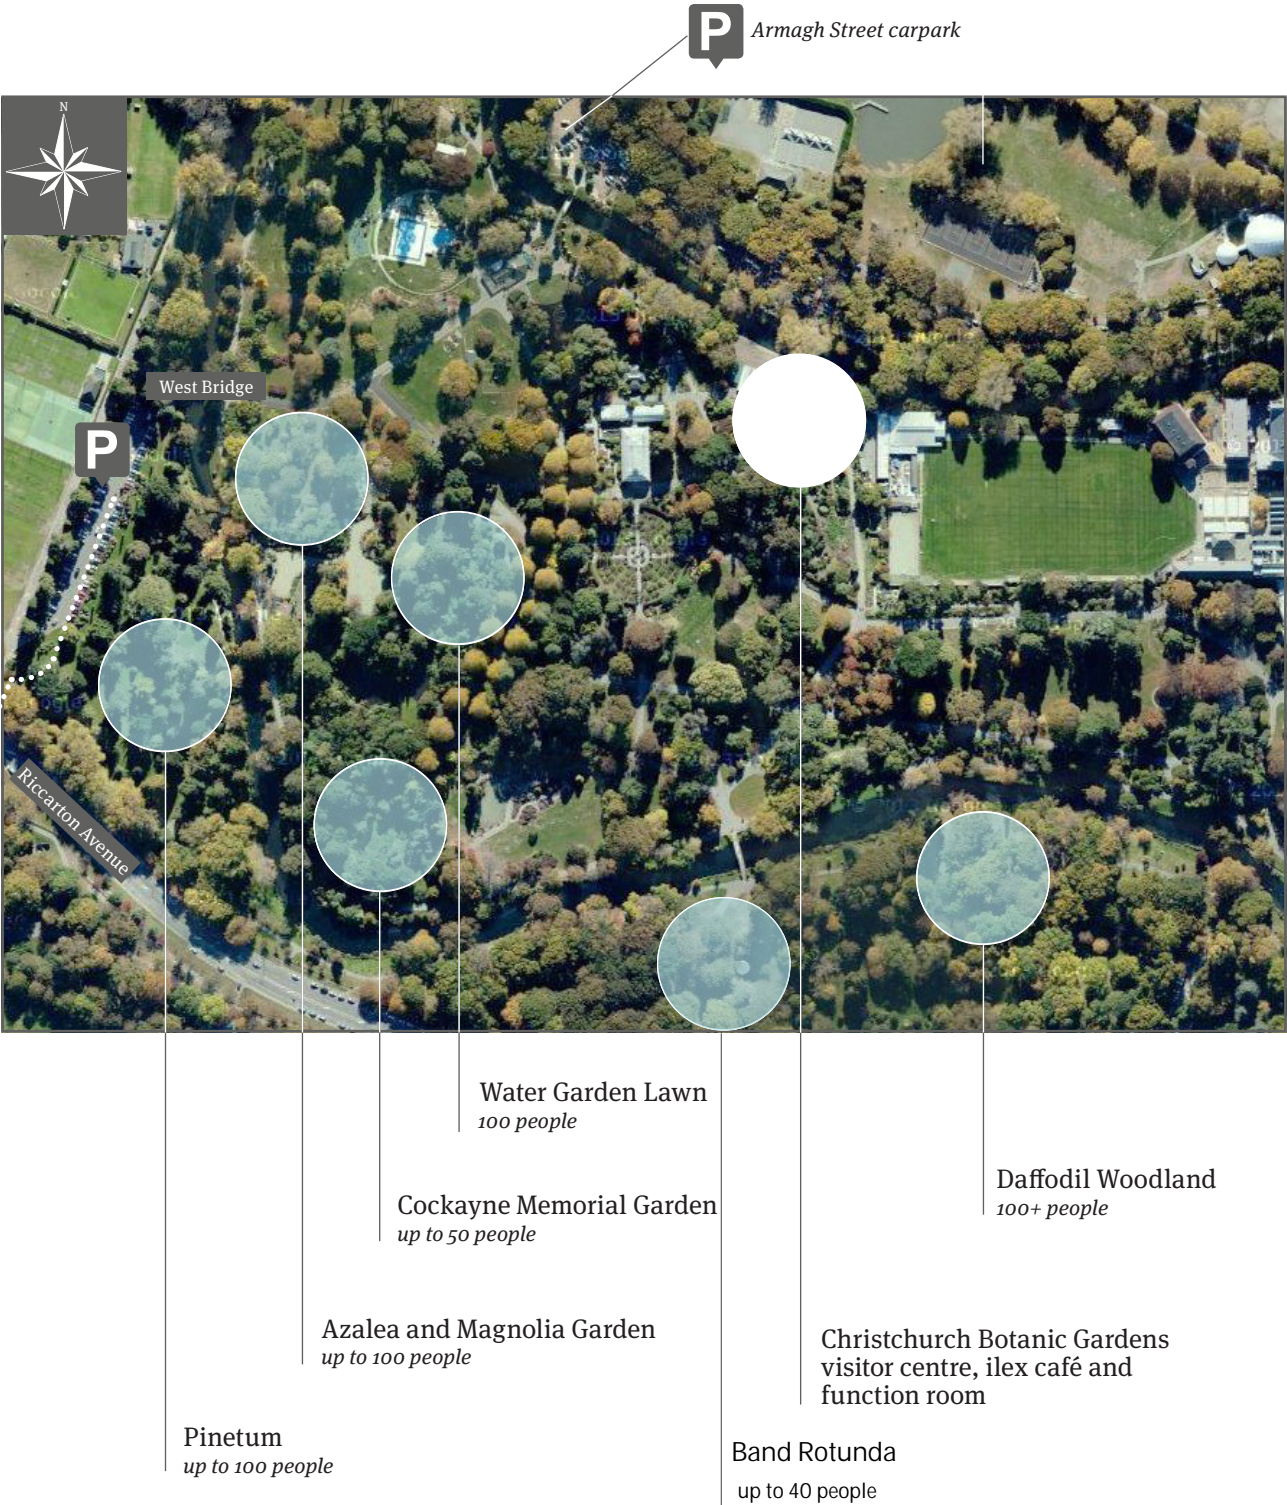 P Armagh Street carpark
N
West Bridge
P
Riccarton Avenue
Water Garden Lawn
100 people
Daffodil Woodland
100+ people
Cockayne Memorial Garden
up to 50 people
Azalea and Magnolia Garden
up to 100 people
Christchurch Botanic Gardens
visitor centre, ilex café and
function room
Pinetum
up to 100 people
Band Rotunda
up to 40 people